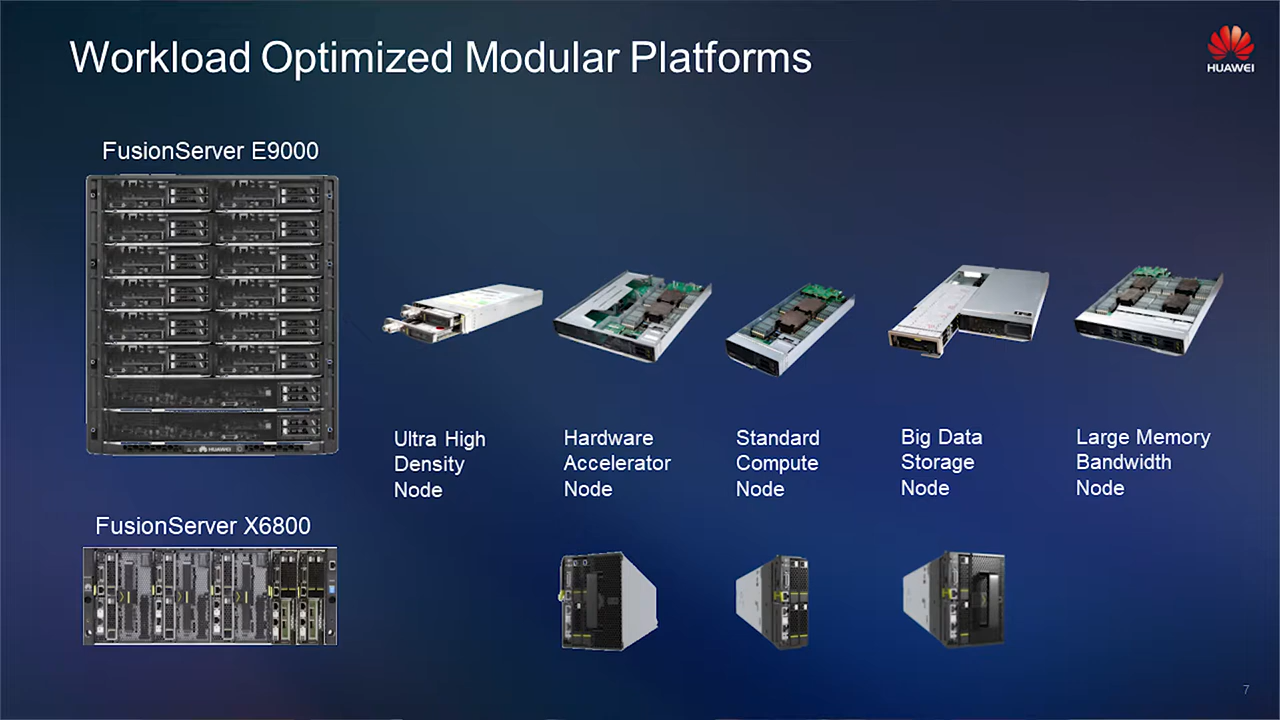 Workload Optimized Modular Platforms
HUAWEI
FusionServer E9000
HUAWEI
Ultra High
Density
Node
Hardware
Accelerator
Node
Standard
Compute
Node
Big Data
Storage
Node
Large Memory
Bandwidth
Node
FusionServer X6800
7